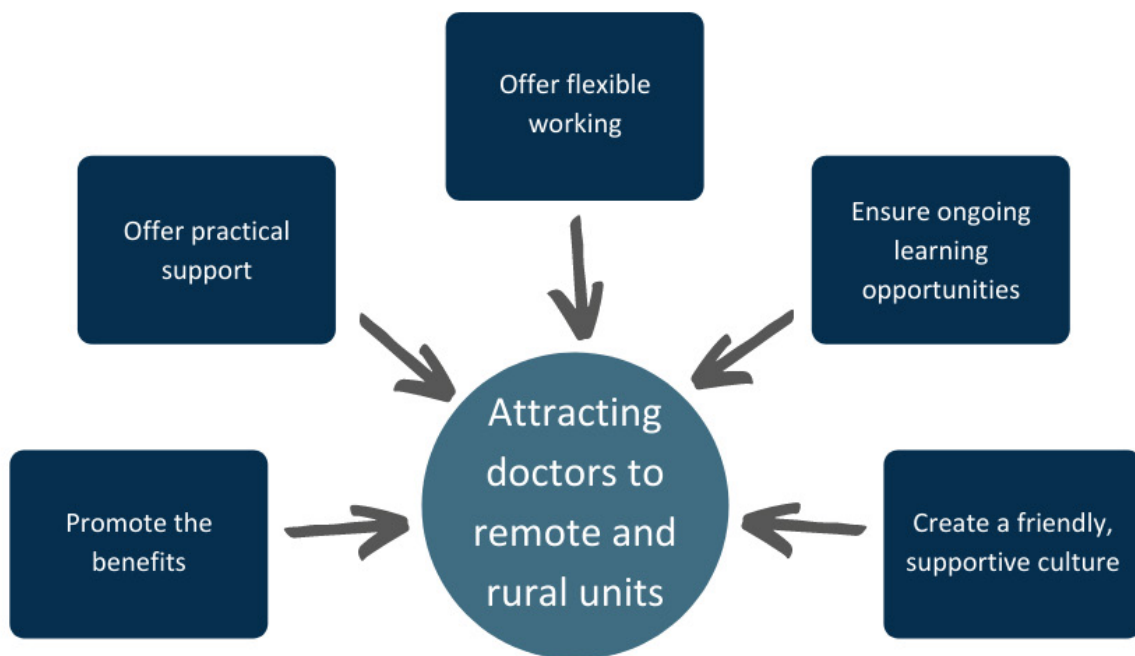 Offer flexible
working
Offer practical
support
Ensure ongoing
learning
opportunities
Promote the
benefits
Attracting
doctors to
remote and
rural units
Create a friendly,
supportive culture